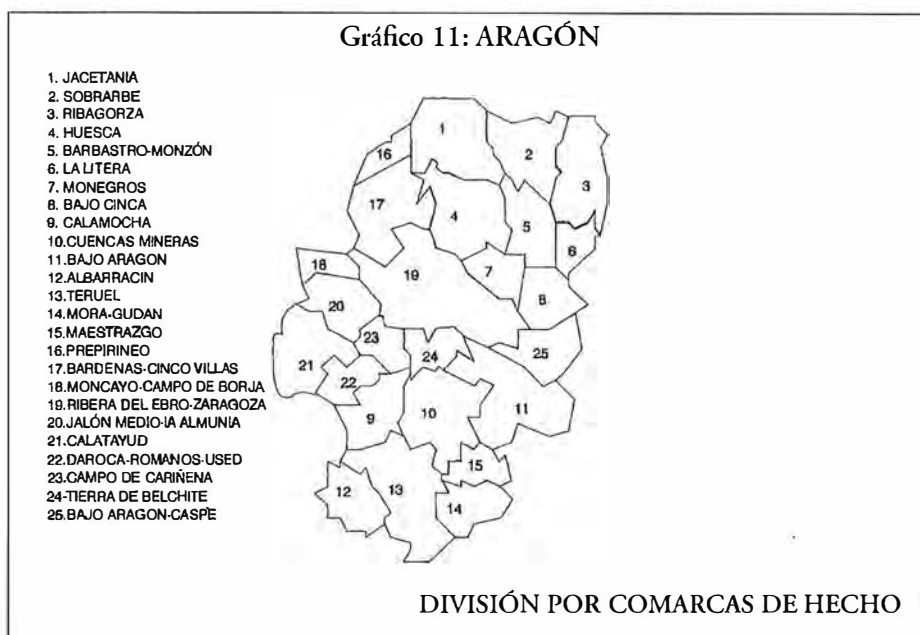 Gráfico 11: ARAGÓN
1. JACETANIA
2. SOBRARBE
3. RIBAGORZA
4. HUESCA
5. BARBASTRO-MONZÓN
6. LA LITERA
7. MONEGROS
8. BAJO CINCA
9. CALAMOCHA
10.CUENCAS MINERAS
11.BAJO ARAGON
12.ALBARRACIN
13.TERUEL
14.MORA-GUDAN
15.MAESTRAZGO
16.PREPIRINEO
17.BARDENAS-CINCO VILLAS
18.MONCAYO-CAMPO DE BORJA
19.RIBERA DEL EBRO-ZARAGOZA
20.JALÓN MEDIO-IA ALMUNIA
21.CALATAYUD
22.DAROCA-ROMANOS-USED
23.CAMPO DE CARIÑENA
24-TIERRA DE BELCHITE
25.BAJO ARAGON-CASPE
1
16
2
3
17
4
5
6
19
7
18
8
20
23
24
25
21
22
9
10
11
15
12
13
14
DIVISIÓN POR COMARCAS DE HECHO